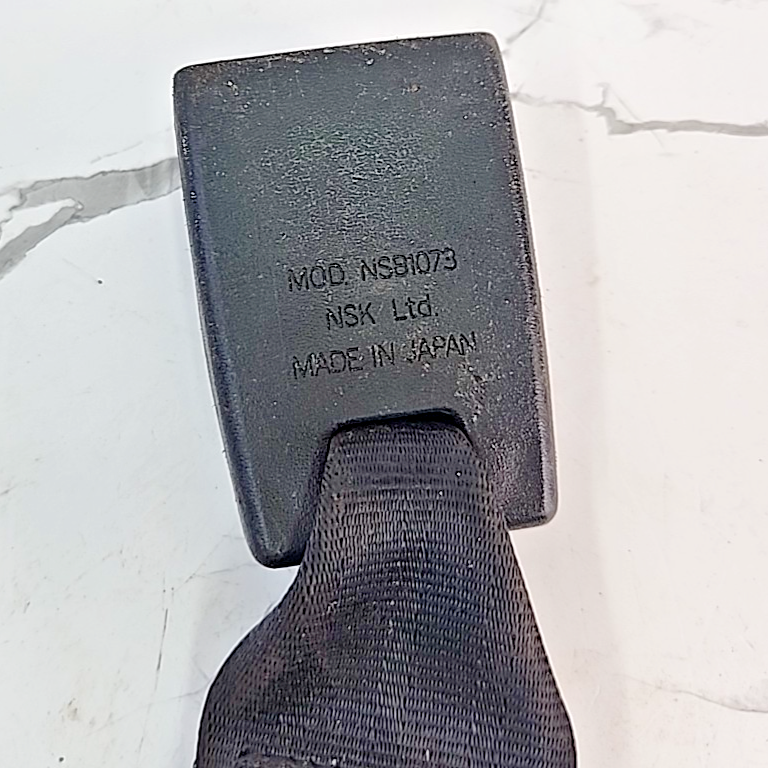 MOD. NSB1073
NSK Ltd.
MADE IN JAPAN